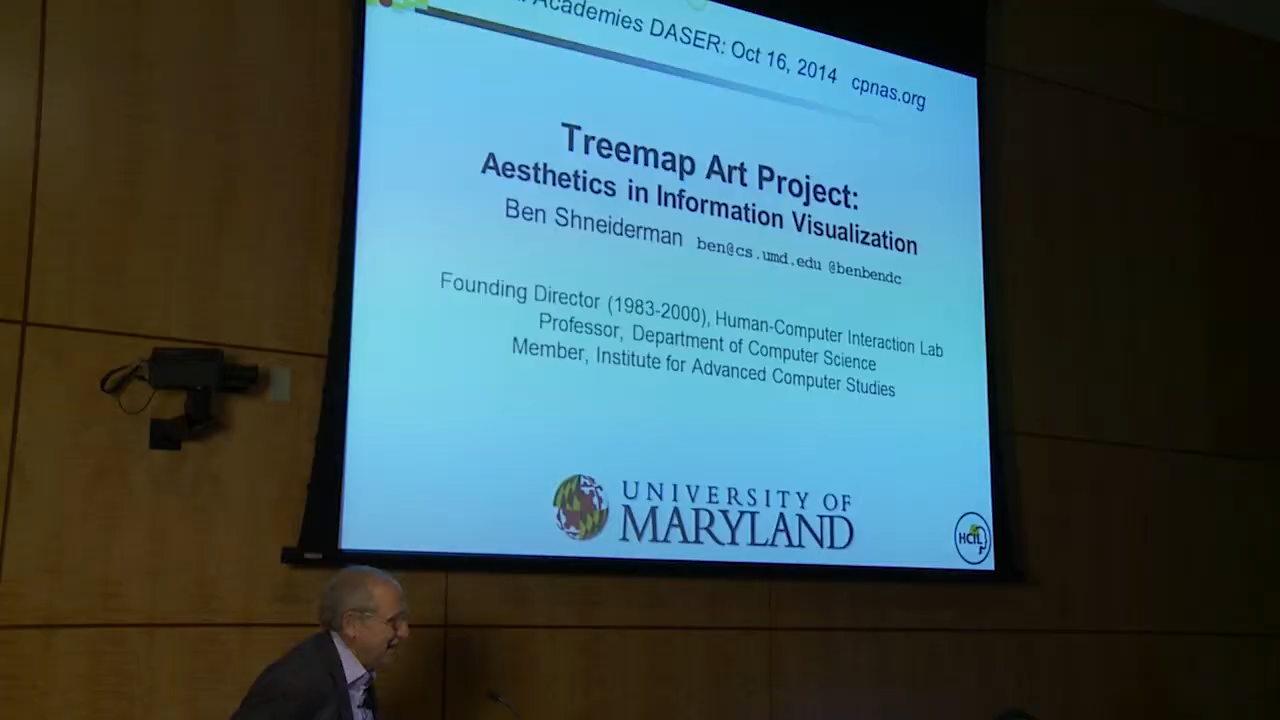 Academies DASER: Oct 16, 2014 cpnas.org
Treemap Art Project:
Aesthetics in Information Visualization
Ben Shneiderman ben@cs.umd.edu @benbendc
Founding Director (1983-2000), Human-Computer Interaction Lab
Professor, Department of Computer Science
Member, Institute for Advanced Computer Studies
UNIVERSITY OF
MARYLAND
HCIL